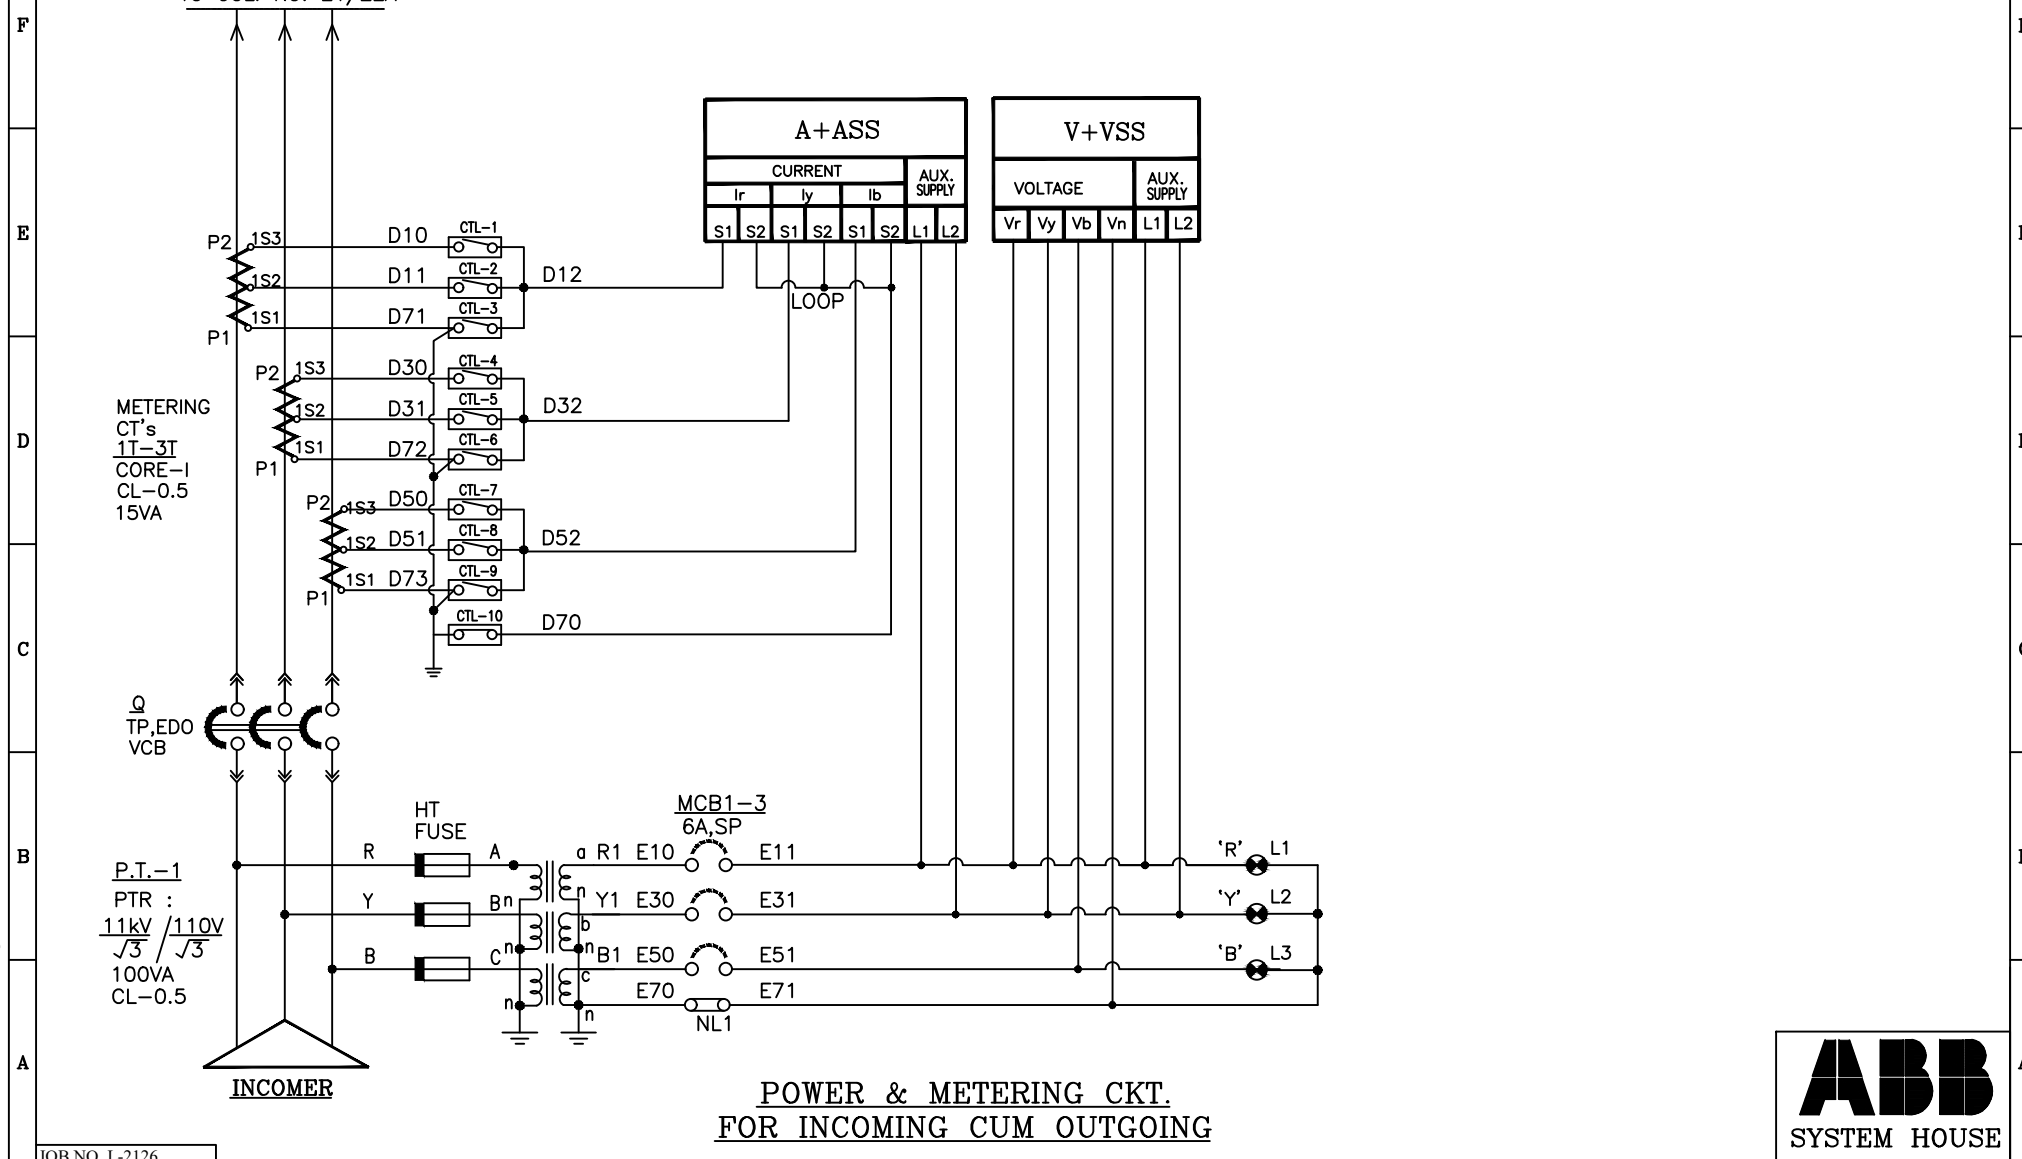 F
E
D
C
B
A
A+ASS
CURRENT
AUX.
SUPPLY
Ir Iy Ib
S1 S2 S1 S2 S1 S2 L1 L2
V+VSS
VOLTAGE
AUX.
SUPPLY
Vr Vy Vb Vn L1 L2
P2 1S3 D10 CTL-1
1S2 D11 CTL-2 D12
1S1 D71 CTL-3
P1
LOOP
P2 1S3 D30 CTL-4
1S2 D31 CTL-5 D32
1S1 D72 CTL-6
P1
METERING
CT's
1T-3T
CORE-I
CL-0.5
15VA
P2 1S3 D50 CTL-7
1S2 D51 CTL-8 D52
1S1 D73 CTL-9
P1
CTL-10 D70
Q
TP,EDO
VCB
HT
FUSE
MCB1-3
6A,SP
R A a R1 E10 E11 'R' L1
n n
Y B Y1 E30 E31 'Y' L2
b
n n
B C B1 E50 E51 'B' L3
c
n n E70 E71
NL1
P.T.-1
PTR :
11kV/√3 / 110V/√3
100VA
CL-0.5
INCOMER
POWER & METERING CKT.
FOR INCOMING CUM OUTGOING
ABB
SYSTEM HOUSE
JOB NO. L-2126